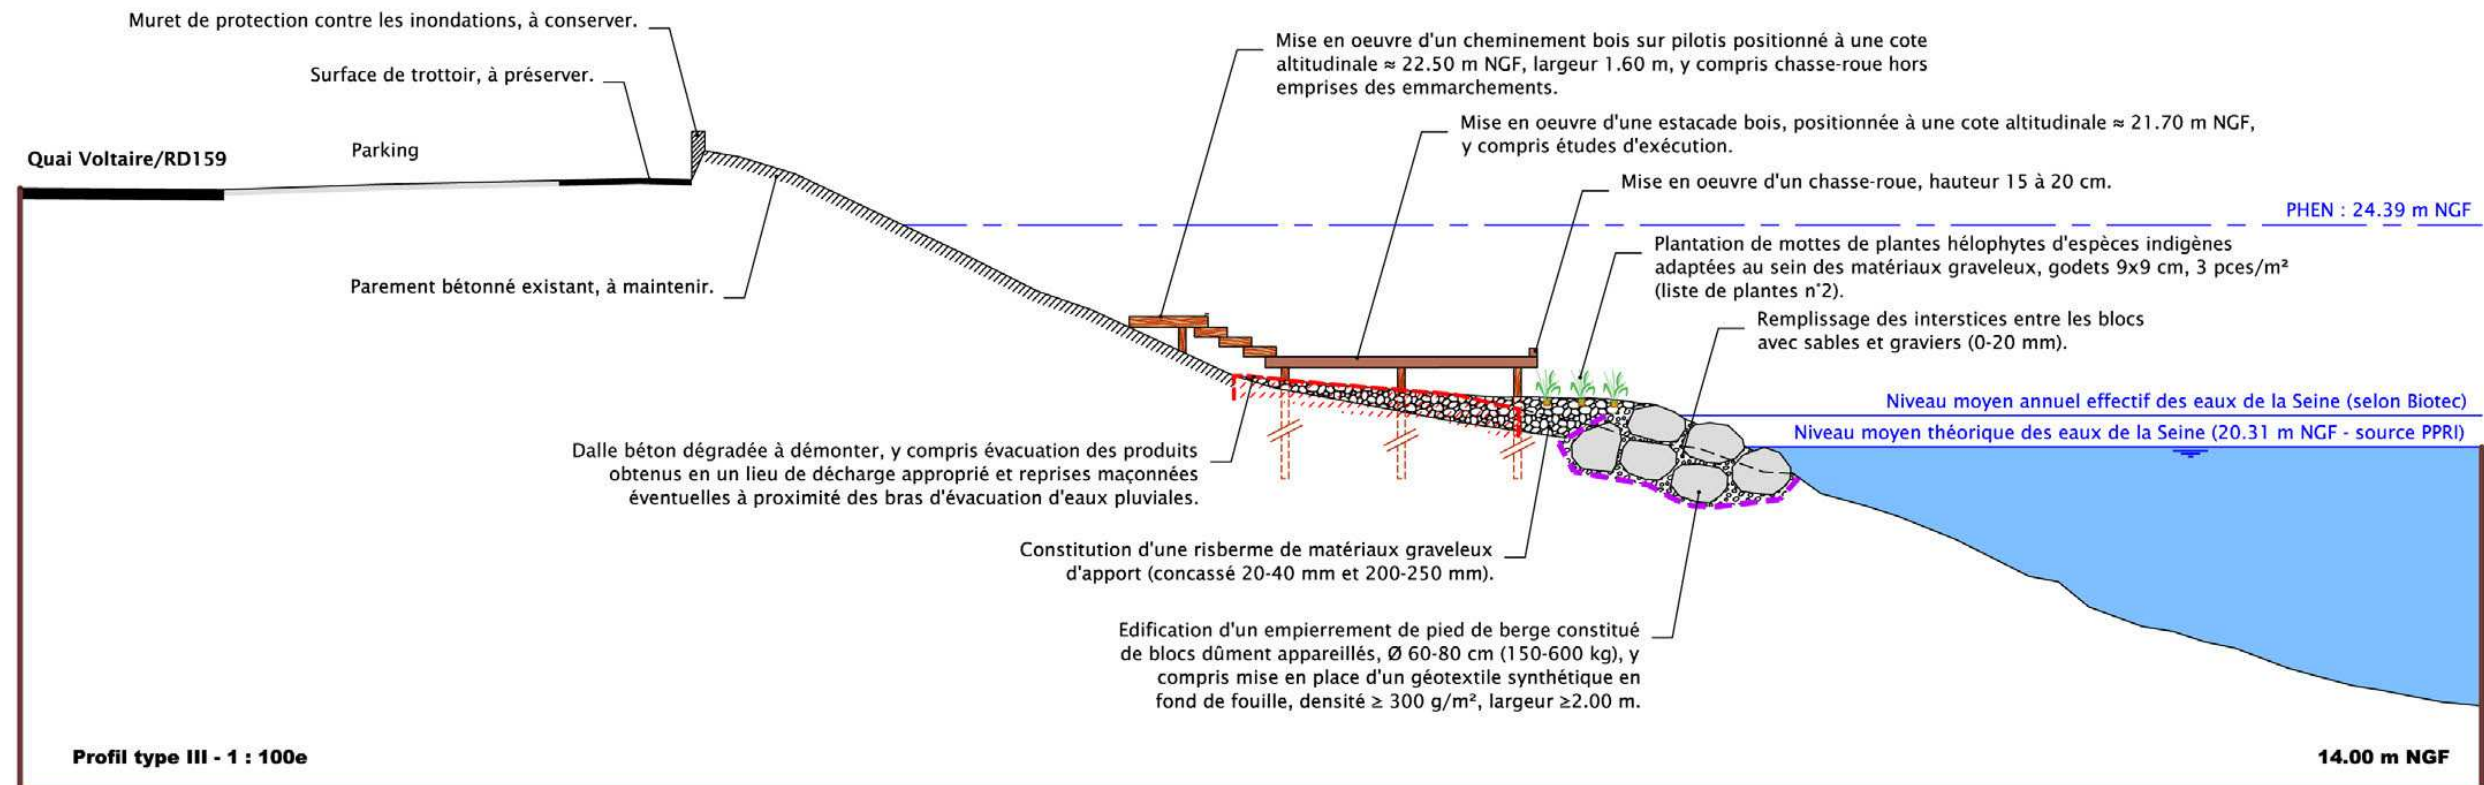 Muret de protection contre les inondations, à conserver.
Surface de trottoir, à préserver.
Quai Voltaire/RD159
Parking
Parement bétonné existant, à maintenir.
Mise en oeuvre d'un cheminement bois sur pilotis positionné à une cote
altitudinale ≈ 22.50 m NGF, largeur 1.60 m, y compris chasse-roue hors
emprises des emmarchements.
Mise en oeuvre d'une estacade bois, positionnée à une cote altitudinale ≈ 21.70 m NGF,
y compris études d'exécution.
Mise en oeuvre d'un chasse-roue, hauteur 15 à 20 cm.
PHEN : 24.39 m NGF
Plantation de mottes de plantes hélophytes d'espèces indigènes
adaptées au sein des matériaux graveleux, godets 9x9 cm, 3 pces/m²
(liste de plantes n°2).
Remplissage des interstices entre les blocs
avec sables et graviers (0-20 mm).
Niveau moyen annuel effectif des eaux de la Seine (selon Biotec)
Niveau moyen théorique des eaux de la Seine (20.31 m NGF - source PPRI)
Dalle béton dégradée à démonter, y compris évacuation des produits
obtenus en un lieu de décharge approprié et reprises maçonnées
éventuelles à proximité des bras d'évacuation d'eaux pluviales.
Constitution d'une risberme de matériaux graveleux
d'apport (concassé 20-40 mm et 200-250 mm).
Edification d'un empierrement de pied de berge constitué
de blocs dûment appareillés, Ø 60-80 cm (150-600 kg), y
compris mise en place d'un géotextile synthétique en
fond de fouille, densité ≥ 300 g/m², largeur ≥2.00 m.
Profil type III - 1 : 100e
14.00 m NGF